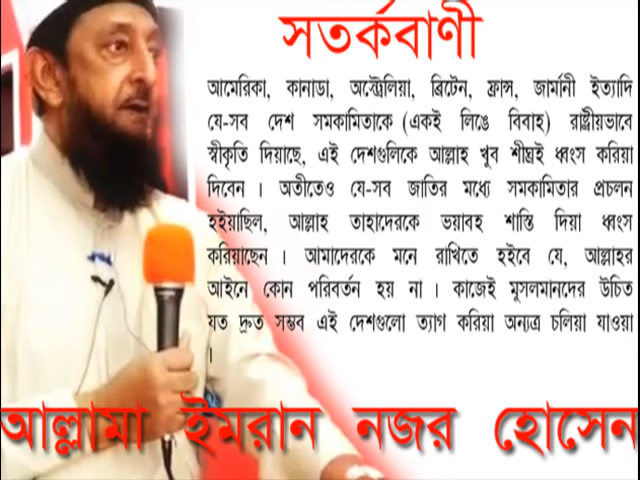 সতর্কবাণী
আমেরিকা, কানাডা, অস্ট্রেলিয়া, ব্রিটেন, ফ্রান্স, জার্মানী ইত্যাদি
যে-সব দেশ সমকামিতাকে (একই লিঙ্গে বিবাহ) রাষ্ট্রীয়ভাবে
স্বীকৃতি দিয়াছে, এই দেশগুলিকে আল্লাহ খুব শীঘ্রই ধ্বংস করিয়া
দিবেন । অতীতেও যে-সব জাতির মধ্যে সমকামিতার প্রচলন
হইয়াছিল, আল্লাহ তাহাদেরকে ভয়াবহ শাস্তি দিয়া ধ্বংস
করিয়াছেন । আমাদেরকে মনে রাখিতে হইবে যে, আল্লাহর
আইনে কোন পরিবর্তন হয় না । কাজেই মুসলমানদের উচিত
যত দ্রুত সম্ভব এই দেশগুলো ত্যাগ করিয়া অন্যত্র চলিয়া যাওয়া
।
আল্লামা ইমরান নজর হোসেন